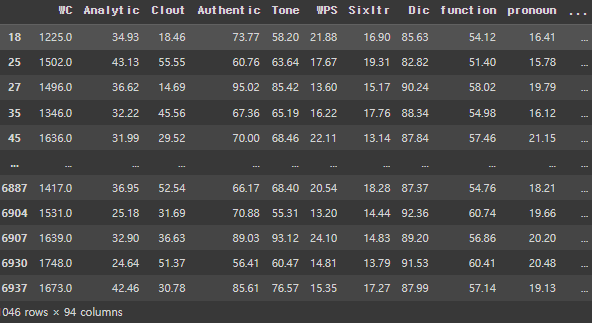 WC Analytic Clout Authentic Tone WPS Sixltr Dic function pronoun ...
18 1225.0 34.93 18.46 73.77 58.20 21.88 16.90 85.63 54.12 16.41 ...
25 1502.0 43.13 55.55 60.76 63.64 17.67 19.31 82.82 51.40 15.78 ...
27 1496.0 36.62 14.69 95.02 85.42 13.60 15.17 90.24 58.02 19.79 ...
35 1346.0 32.22 45.56 67.36 65.19 16.22 17.76 88.34 54.98 16.12 ...
45 1636.0 31.99 29.52 70.00 68.46 22.11 13.14 87.84 57.46 21.15 ...
... ... ... ... ... ... ... ... ... ... ... ...
6887 1417.0 36.95 52.54 66.17 68.40 20.54 18.28 87.37 54.76 18.21 ...
6904 1531.0 25.18 31.69 70.88 55.31 13.20 14.44 92.36 60.74 19.66 ...
6907 1639.0 32.90 36.63 89.03 93.12 24.10 14.83 89.20 56.86 20.20 ...
6930 1748.0 24.64 51.37 56.41 60.47 14.81 13.79 91.53 60.41 20.48 ...
6937 1673.0 42.46 30.78 85.61 76.57 15.35 17.27 87.99 57.14 19.13 ...
046 rows × 94 columns